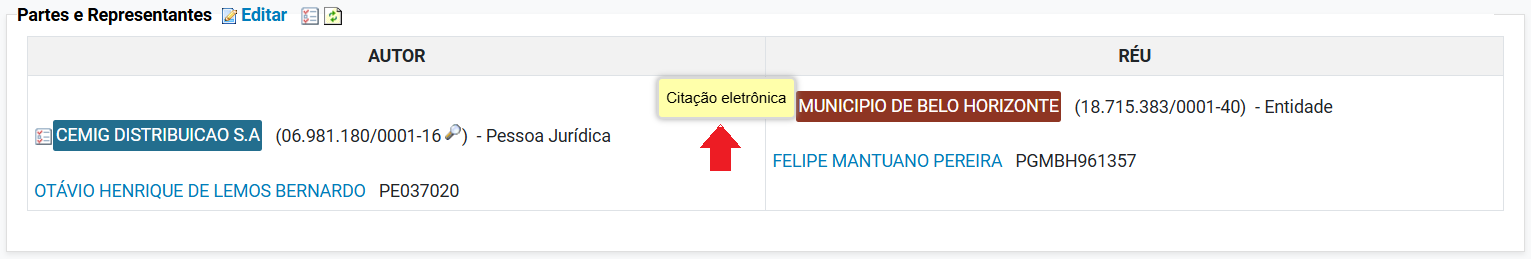 Partes e Representantes Editar
AUTOR
RÉU
Citação eletrônica
MUNICIPIO DE BELO HORIZONTE (18.715.383/0001-40) - Entidade
CEMIG DISTRIBUICAO S.A (06.981.180/0001-16) - Pessoa Jurídica
FELIPE MANTUANO PEREIRA PGMBH961357
OTÁVIO HENRIQUE DE LEMOS BERNARDO PE037020